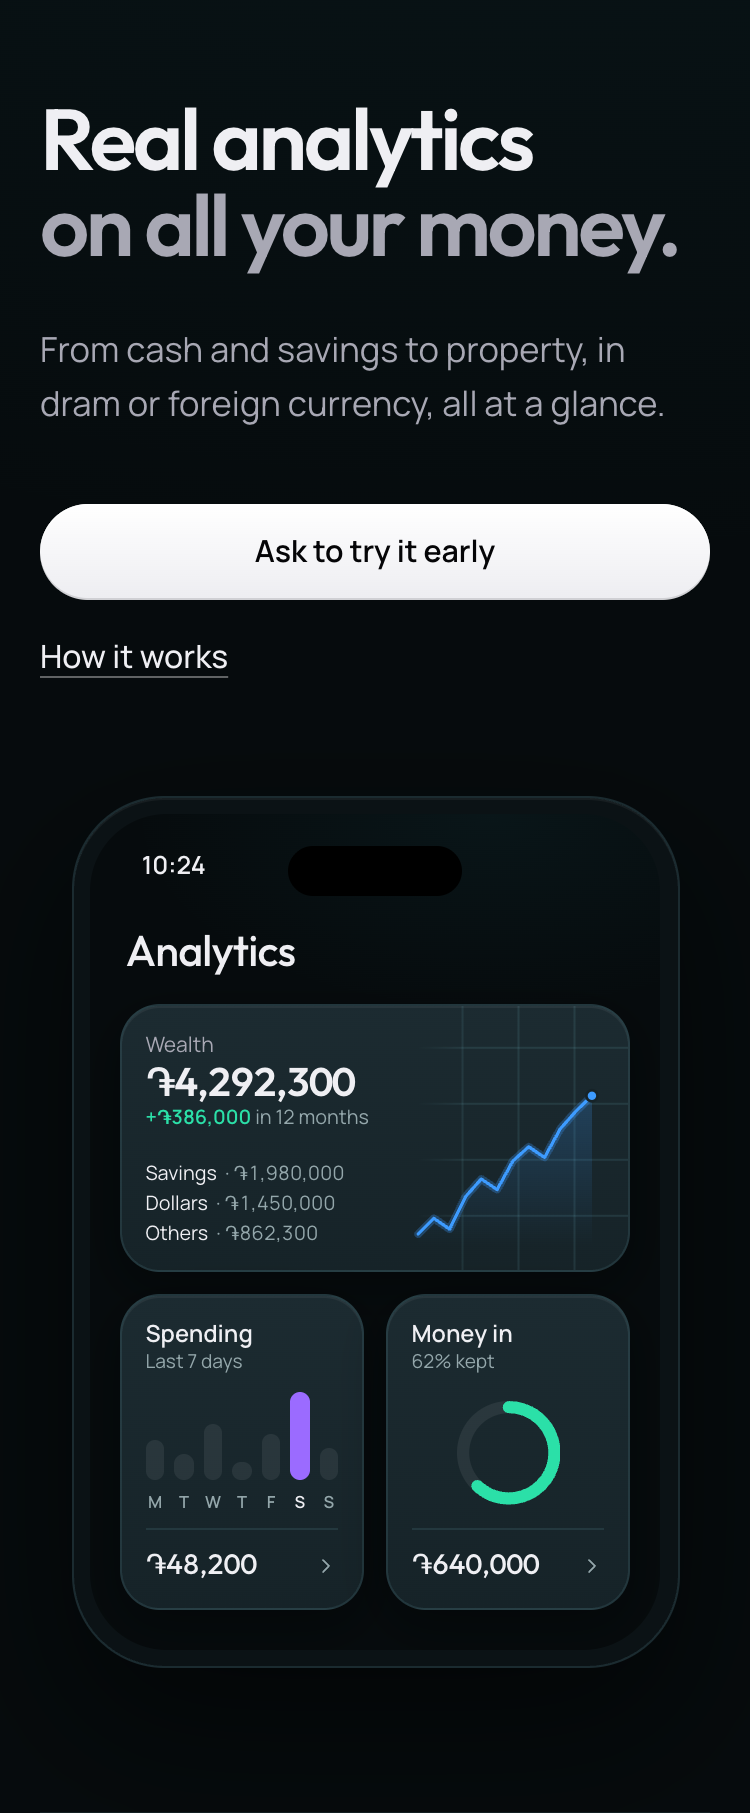 Real analytics
on all your money.
From cash and savings to property, in
dram or foreign currency, all at a glance.
Ask to try it early
How it works
10:24
Analytics
Wealth
֏4,292,300
+֏386,000 in 12 months
Savings · ֏1,980,000
Dollars · ֏1,450,000
Others · ֏862,300
Spending
Last 7 days
M T W T F S S
֏48,200
Money in
62% kept
֏640,000